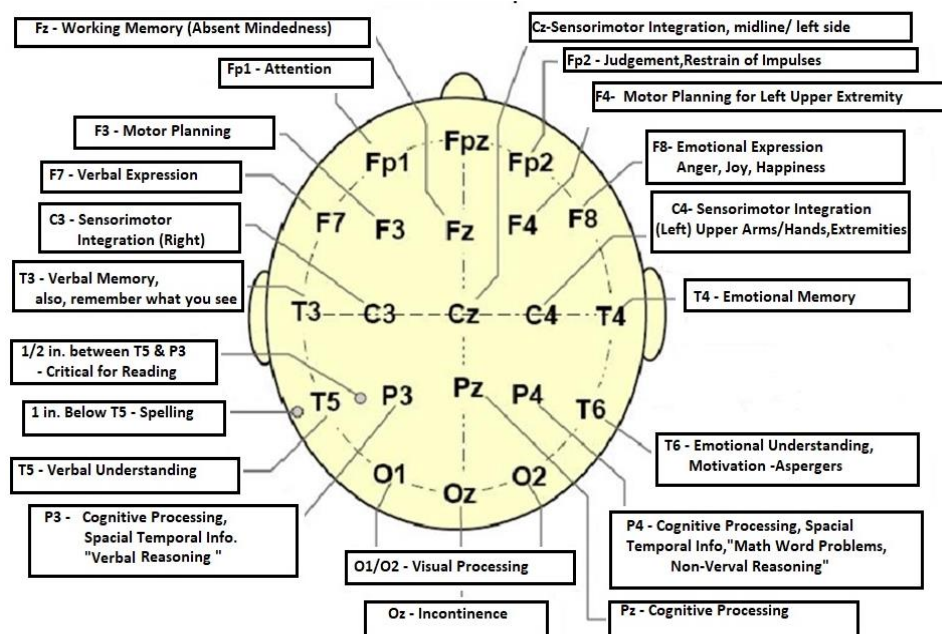 Fz - Working Memory (Absent Mindedness)
Cz-Sensorimotor Integration, midline/ left side
Fp1 - Attention
Fp2 - Judgement,Restrain of Impulses
F4- Motor Planning for Left Upper Extremity
F3 - Motor Planning
F8- Emotional Expression
Anger, Joy, Happiness
F7 - Verbal Expression
C3 - Sensorimotor
Integration (Right)
C4- Sensorimotor Integration
(Left) Upper Arms/Hands,Extremities
T3 - Verbal Memory,
also, remember what you see
T4 - Emotional Memory
1/2 in. between T5 & P3
- Critical for Reading
1 in. Below T5 - Spelling
T5 - Verbal Understanding
T6 - Emotional Understanding,
Motivation -Aspergers
P3 - Cognitive Processing,
Spacial Temporal Info.
"Verbal Reasoning "
P4 - Cognitive Processing, Spacial
Temporal Info,"Math Word Problems,
Non-Verval Reasoning"
O1/O2 - Visual Processing
Oz - Incontinence
Pz - Cognitive Processing
Fp1 Fpz Fp2
F7 F3 Fz F4 F8
T3 C3 Cz C4 T4
T5 P3 Pz P4 T6
O1 Oz O2